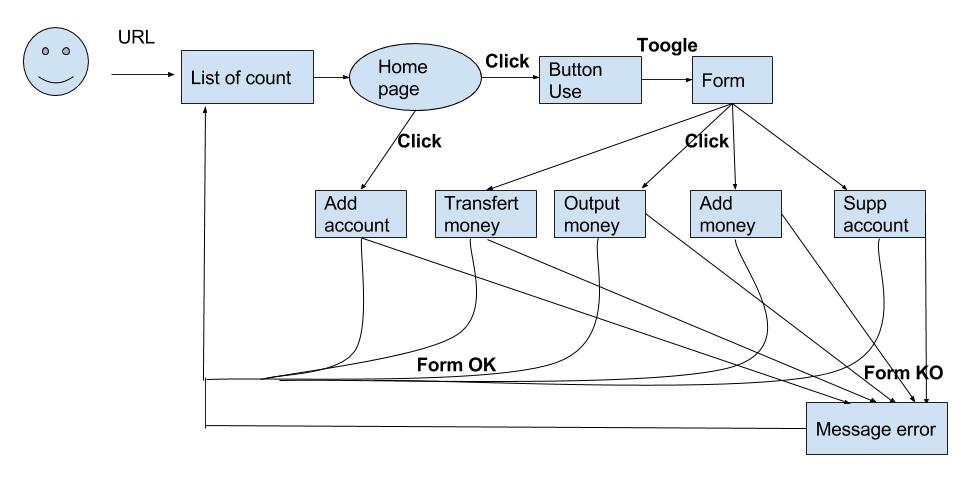 URL
List of count
Home
page
Click
Button
Use
Toogle
Form
Click
Click
Add
account
Transfert
money
Output
money
Add
money
Supp
account
Form OK
Form KO
Message error